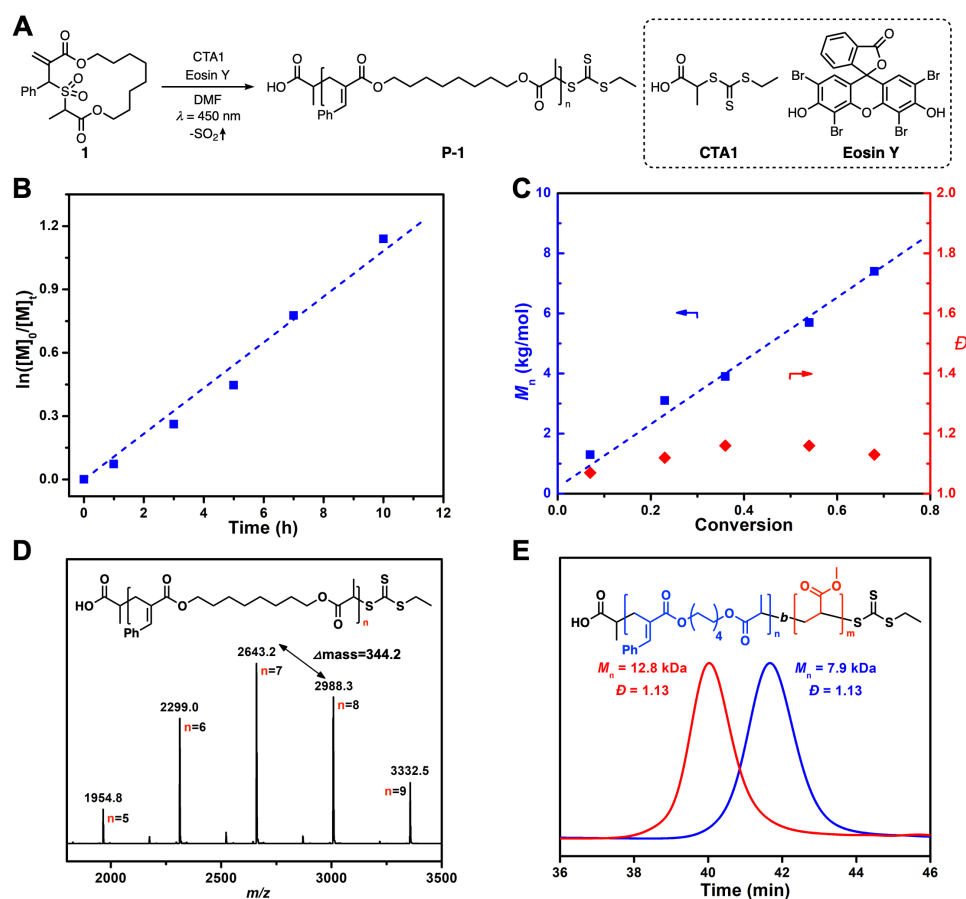 A
O
O
Ph
S
O
O
O
O
1
CTA1
Eosin Y
DMF
λ = 450 nm
-SO₂↑
O
HO
Ph
O
O
O
O
n
S
S
S
P-1
O
HO
S
S
S
CTA1
O
O
Br
Br
HO
O
OH
Br
Br
Eosin Y
B
ln([M]₀/[M]ₜ)
1.2
0.9
0.6
0.3
0.0
0
2
4
6
8
10
12
Time (h)
C
Mₙ (kg/mol)
10
8
6
4
2
0
0.0
0.2
0.4
0.6
0.8
Conversion
2.0
1.8
1.6
1.4
1.2
1.0
Đ
D
O
HO
Ph
O
O
O
O
n
S
S
S
Δmass=344.2
1954.8
n=5
2299.0
n=6
2643.2
n=7
2988.3
n=8
3332.5
n=9
2000
2500
3000
3500
m/z
E
O
HO
Ph
O
O
4
O
O
n
b
O
O
m
S
S
S
Mₙ = 12.8 kDa
Đ = 1.13
Mₙ = 7.9 kDa
Đ = 1.13
36
38
40
42
44
46
Time (min)